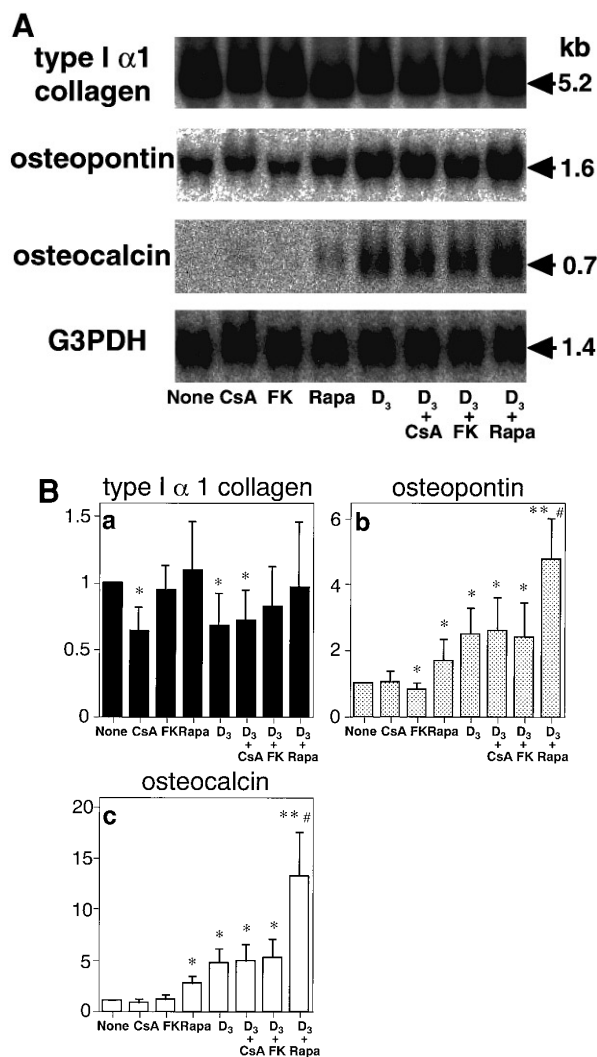 A
kb
type I α1
collagen
5.2
osteopontin
1.6
osteocalcin
0.7
G3PDH
1.4
None CsA FK Rapa D3 D3 D3 D3
+ + +
CsA FK Rapa
B
type I α 1 collagen
a
1.5
1
0.5
0
* * *
None CsA FK Rapa D3 D3 D3 D3
+ + +
CsA FK Rapa
osteopontin
b
6
4
2
0
* * * * * ** #
None CsA FK Rapa D3 D3 D3 D3
+ + +
CsA FK Rapa
osteocalcin
c
20
15
10
5
0
* * * * ** #
None CsA FK Rapa D3 D3 D3 D3
+ + +
CsA FK Rapa